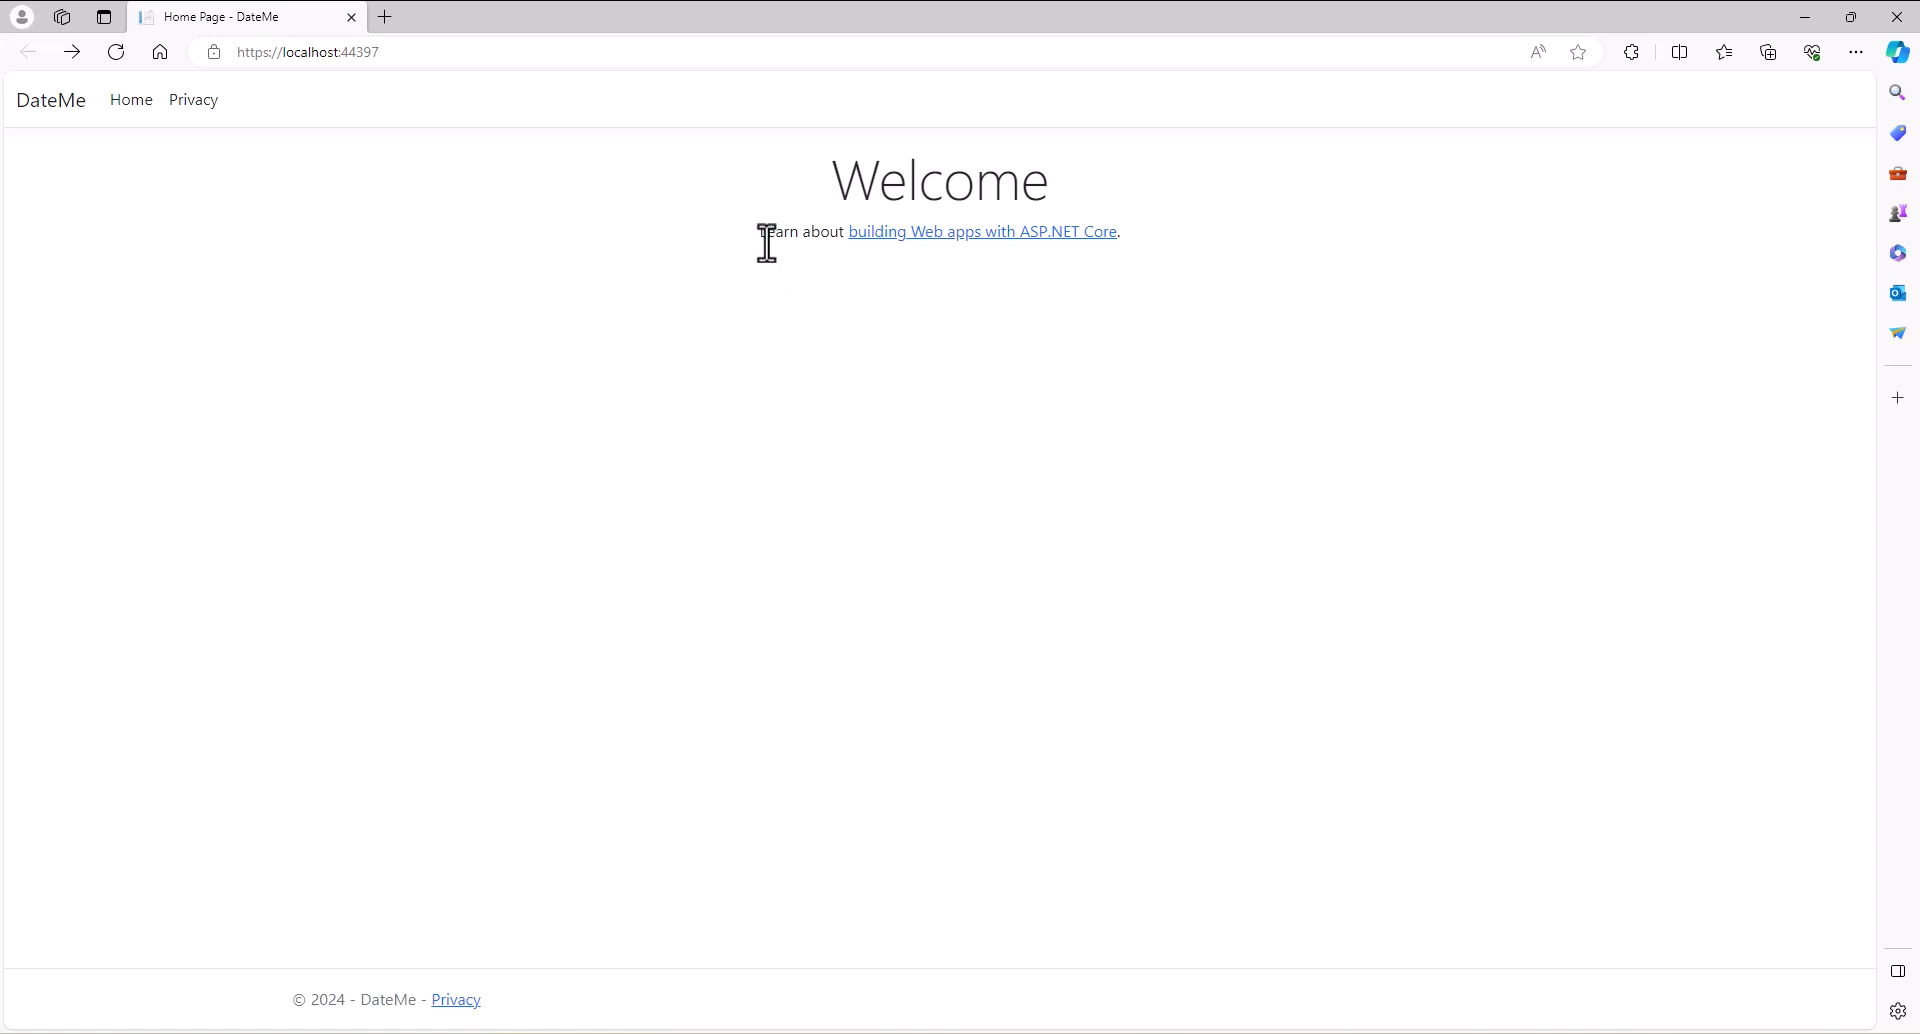 Home Page - DateMe
https://localhost:44397
DateMe Home Privacy
Welcome
Learn about building Web apps with ASP.NET Core.
© 2024 - DateMe - Privacy